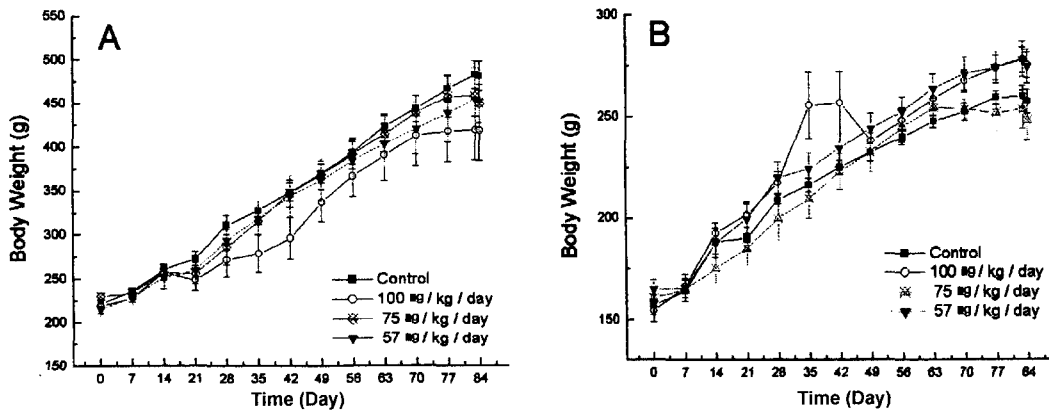 A
Body Weight (g)
500
450
400
350
300
250
200
150
0 7 14 21 28 35 42 49 56 63 70 77 84
Time (Day)
Control
100 mg / kg / day
75 mg / kg / day
57 mg / kg / day
B
Body Weight (g)
300
250
200
150
0 7 14 21 28 35 42 49 56 63 70 77 84
Time (Day)
Control
100 mg / kg / day
75 mg / kg / day
57 mg / kg / day